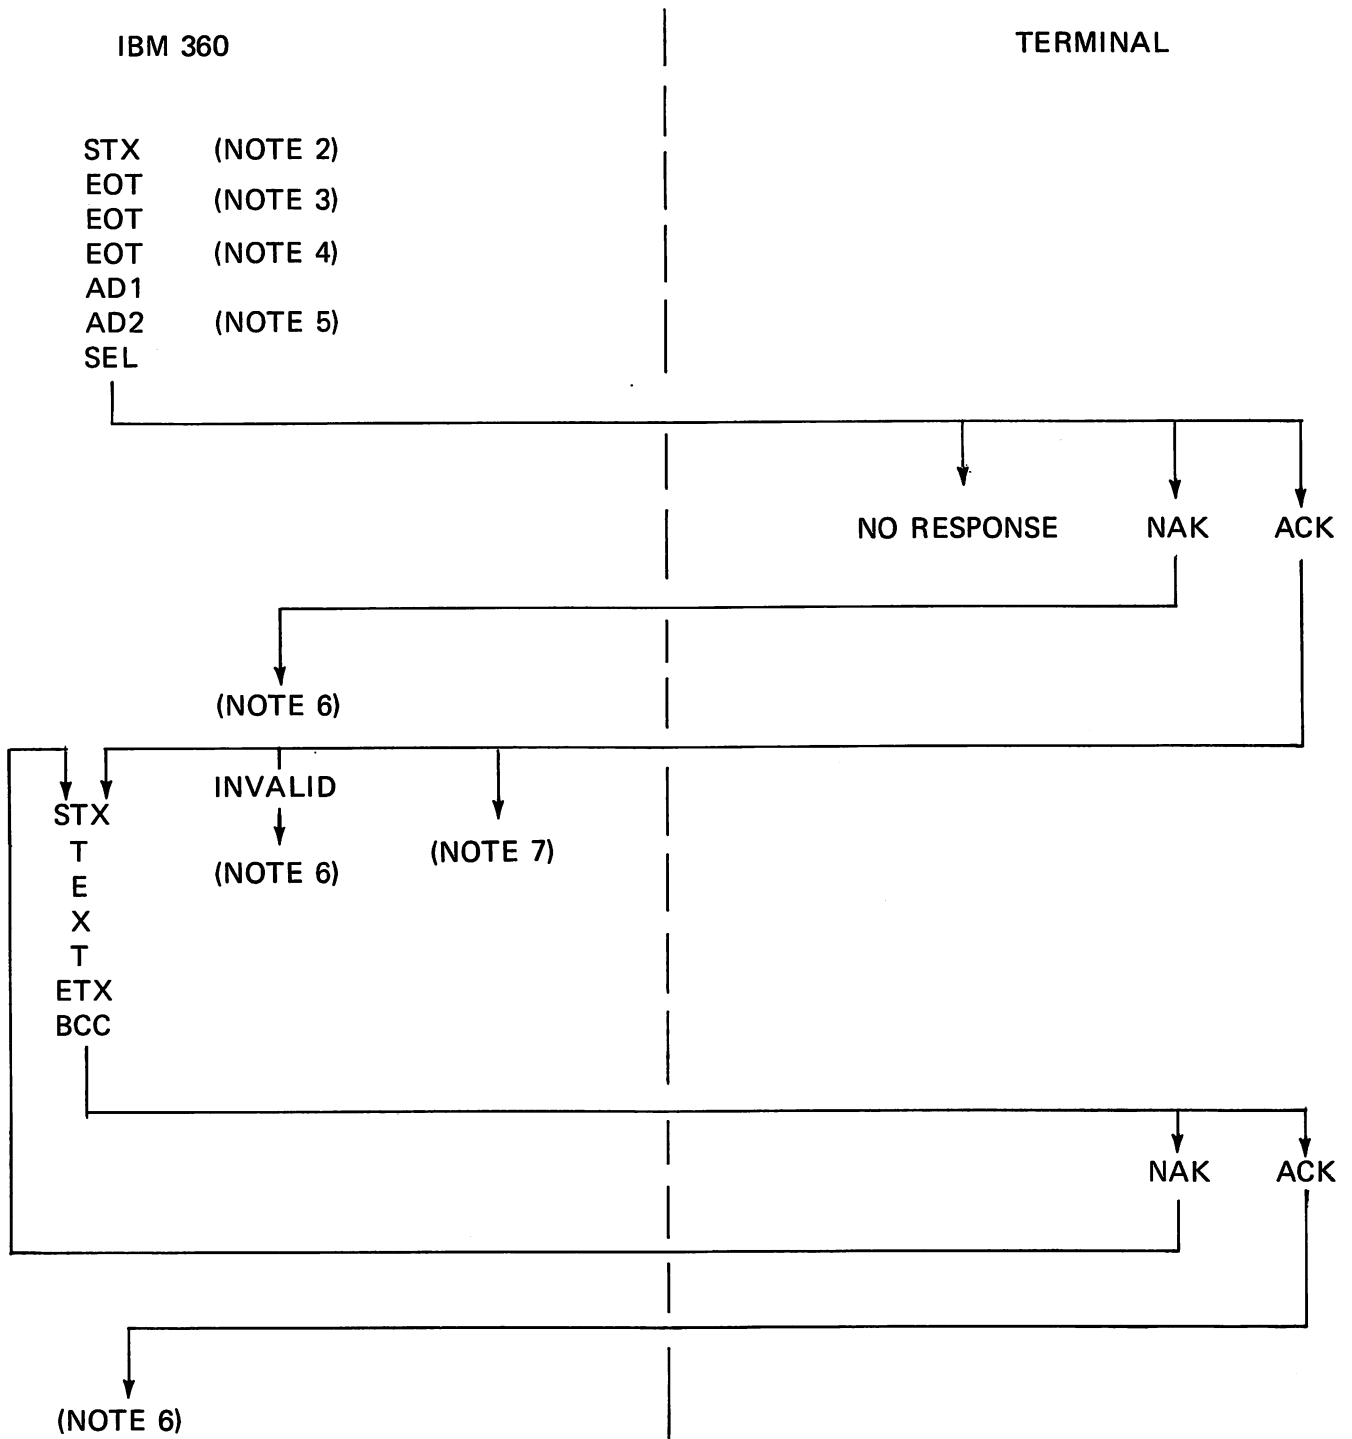 IBM 360
TERMINAL
STX (NOTE 2)
EOT
(NOTE 3)
EOT
EOT (NOTE 4)
AD1
AD2 (NOTE 5)
SEL
NO RESPONSE NAK ACK
(NOTE 6)
INVALID
STX
(NOTE 7)
(NOTE 6)
T
E
X
T
ETX
BCC
NAK ACK
(NOTE 6)